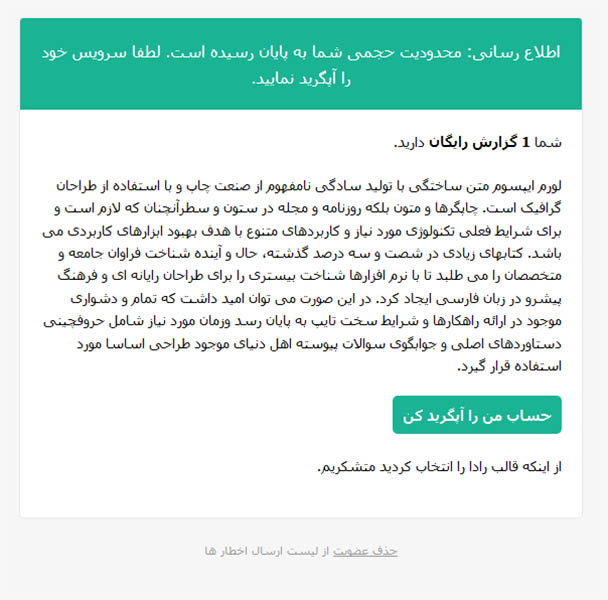 اطلاع رسانی: محدودیت حجمی شما به پایان رسیده است. لطفا سرویس خود
را آپگرید نمایید.
شما 1 گزارش رایگان دارید.
لورم ایپسوم متن ساختگی با تولید سادگی نامفهوم از صنعت چاپ و با استفاده از طراحان
گرافیک است. چاپگرها و متون بلکه روزنامه و مجله در ستون و سطرآنچنان که لازم است و
برای شرایط فعلی تکنولوژی مورد نیاز و کاربردهای متنوع با هدف بهبود ابزارهای کاربردی می
باشد. کتابهای زیادی در شصت و سه درصد گذشته، حال و آینده شناخت فراوان جامعه و
متخصصان را می طلبد تا با نرم افزارها شناخت بیشتری را برای طراحان رایانه ای و فرهنگ
پیشرو در زبان فارسی ایجاد کرد. در این صورت می توان امید داشت که تمام و دشواری
موجود در ارائه راهکارها و شرایط سخت تایپ به پایان رسد وزمان مورد نیاز شامل حروفچینی
دستاوردهای اصلی و جوابگوی سوالات پیوسته اهل دنیای موجود طراحی اساسا مورد
استفاده قرار گیرد.
حساب من را آپگرید کن
از اینکه قالب رادا را انتخاب کردید متشکریم.
حذف عضویت از لیست ارسال اخطار ها